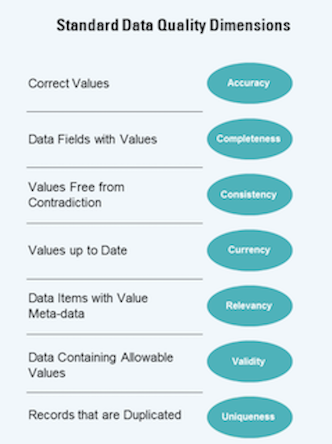 Standard Data Quality Dimensions
Correct Values
Accuracy
Data Fields with Values
Completeness
Values Free from
Contradiction
Consistency
Values up to Date
Currency
Data Items with Value
Meta-data
Relevancy
Data Containing Allowable
Values
Validity
Records that are Duplicated
Uniqueness